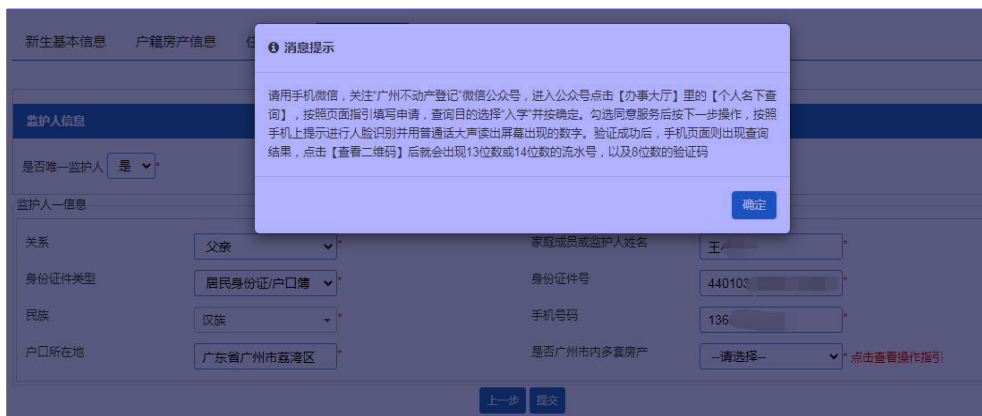 新生基本信息 户籍房产信息
消息提示
请用手机微信，关注“广州不动产登记”微信公众号，进入公众号点击【办事大厅】里的【个人名下查
询】，按照页面指引填写申请，查询目的选择“入学”并按确定。勾选同意服务后按下一步操作，按照
手机上提示进行人脸识别并用普通话大声读出屏幕出现的数字。验证成功后，手机页面则出现查询
结果，点击【查看二维码】后就会出现13位数或14位数的流水号，以及8位数的验证码
确定
监护人信息
是否唯一监护人 是 *
监护人一信息
关系 父亲 * 家庭成员或监护人姓名 王 *
身份证件类型 居民身份证/户口簿 * 身份证件号 440103 *
民族 汉族 * 手机号码 136 *
户口所在地 广东省广州市荔湾区 * 是否广州市内多套房产 --请选择-- * 点击查看操作指引
上一步 提交